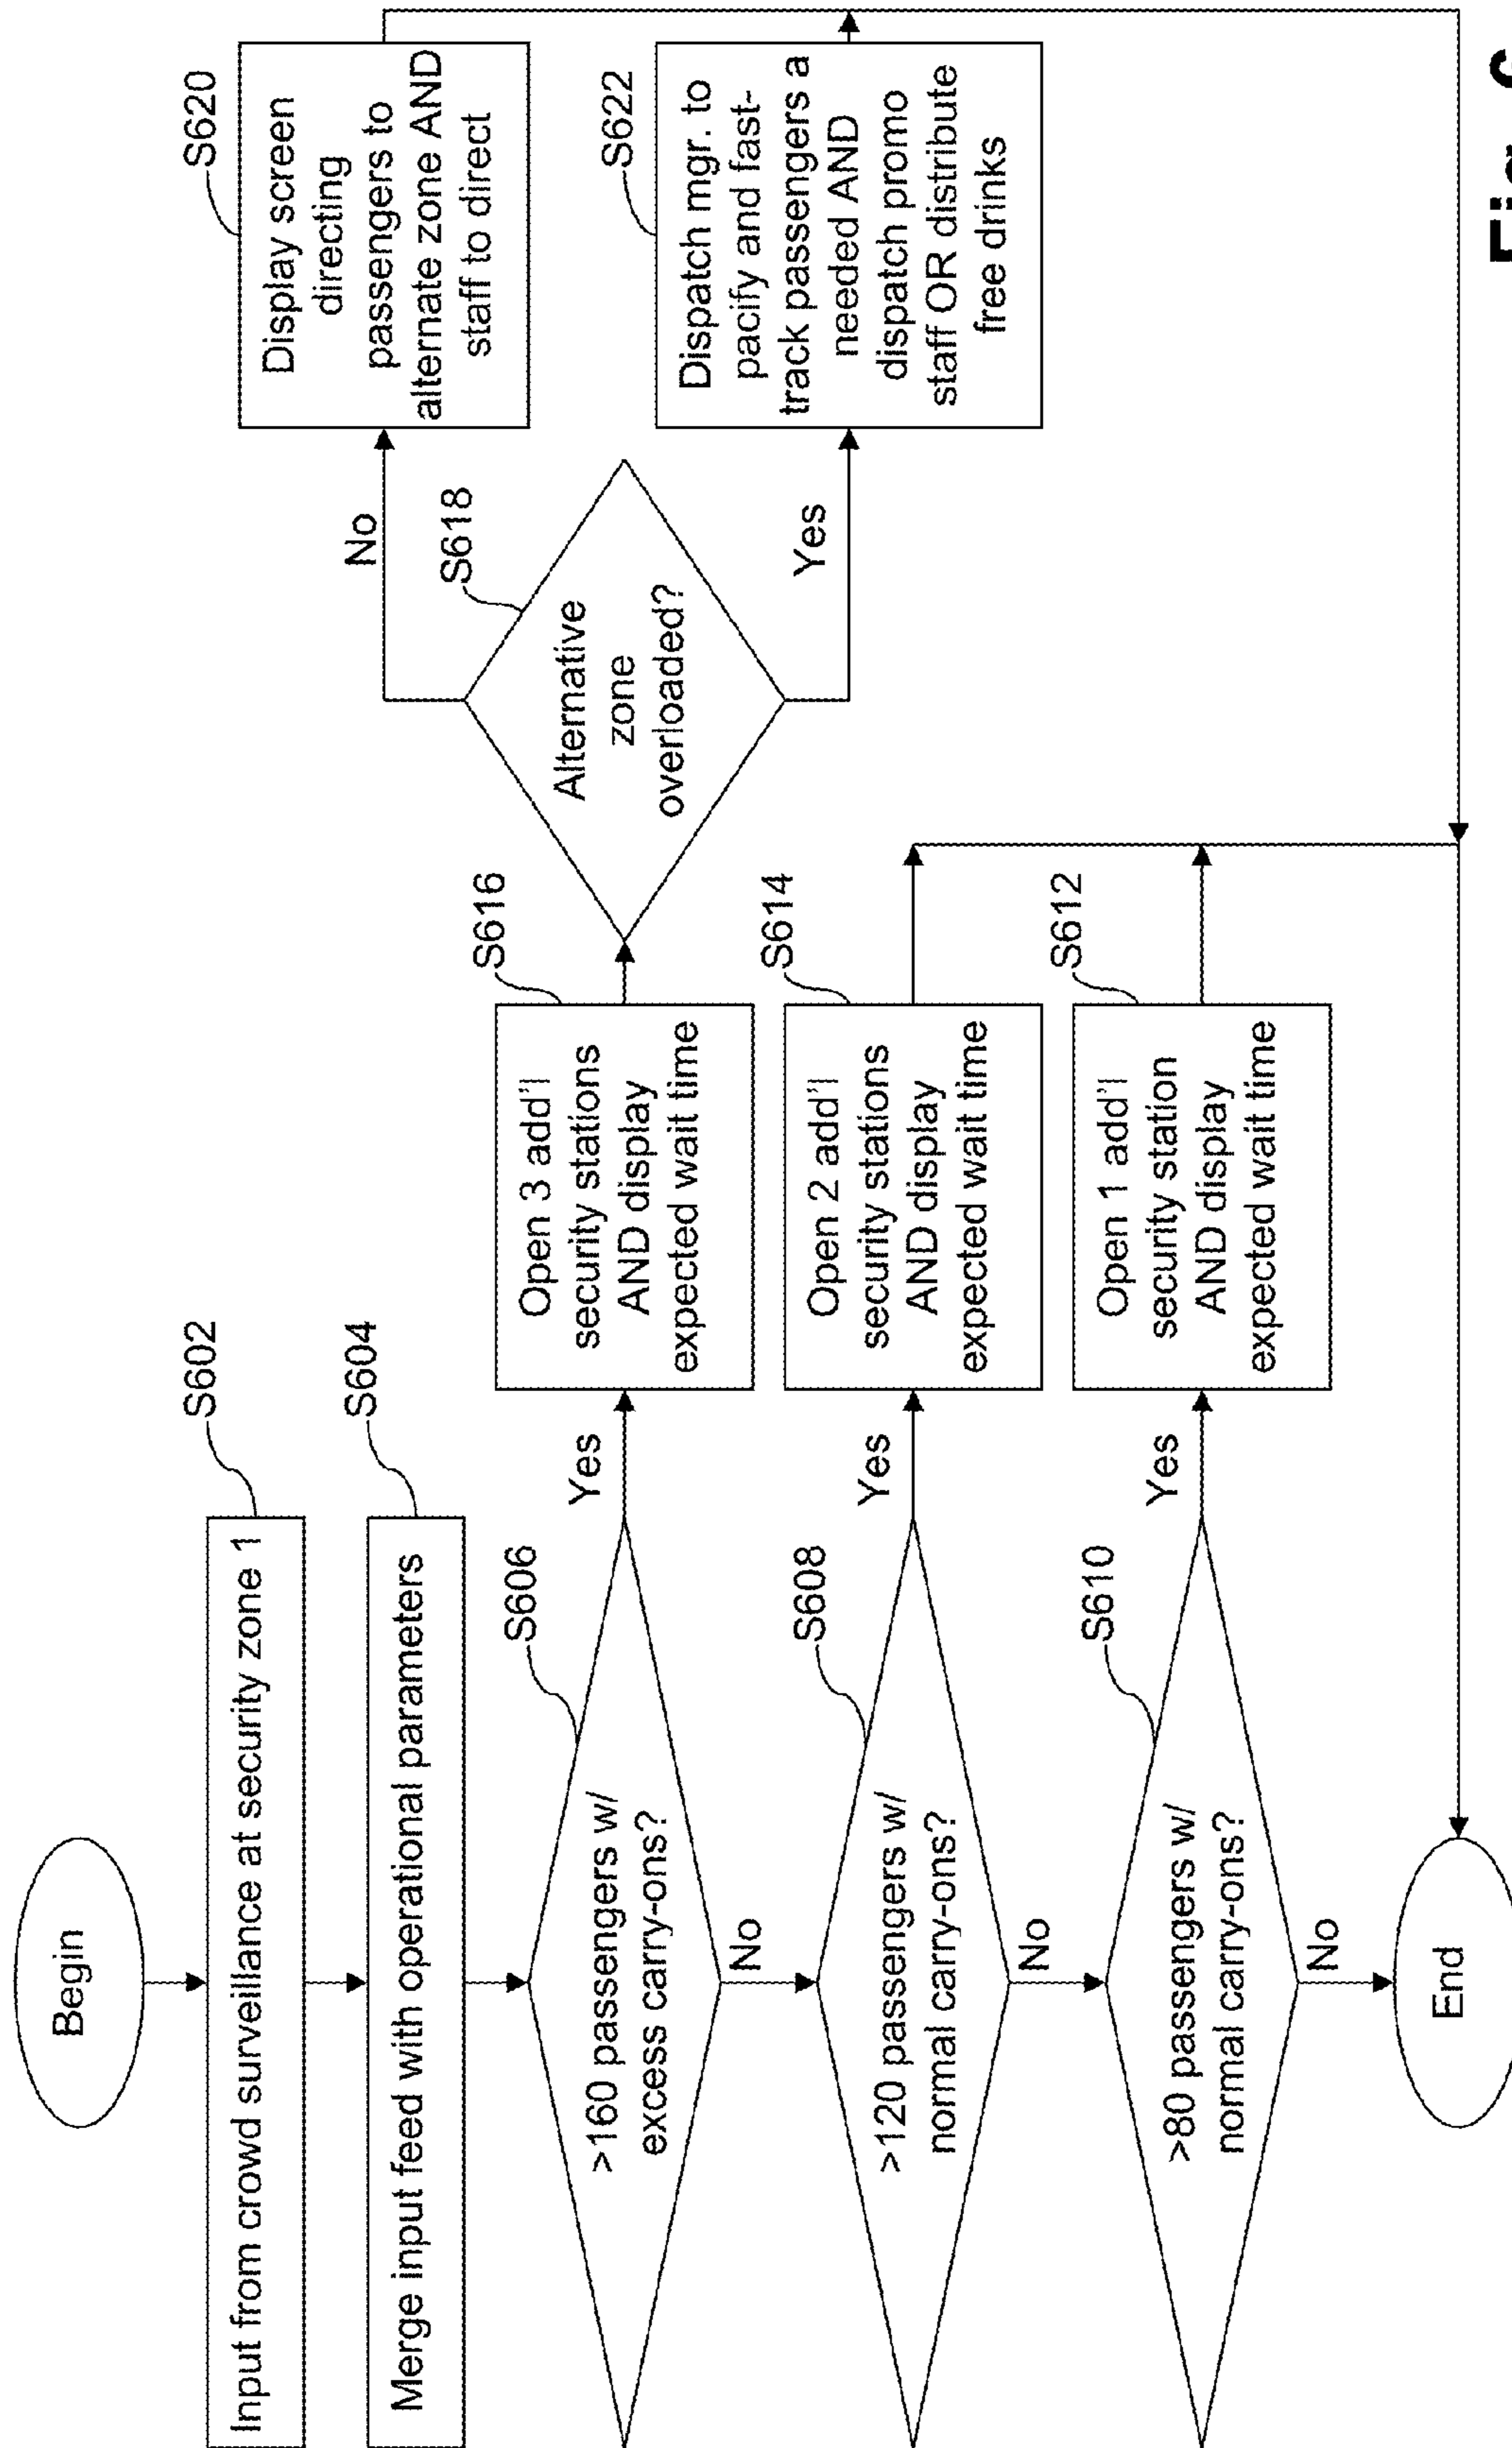 Begin
S602
Input from crowd surveillance at security zone 1
S604
Merge input feed with operational parameters
S606
>160 passengers w/
excess carry-ons?
Yes
No
S616
Open 3 add'l
security stations
AND display
expected wait time
S618
Alternative
zone
overloaded?
No
Yes
S620
Display screen
directing
passengers to
alternate zone AND
staff to direct
S622
Dispatch mgr. to
pacify and fast-
track passengers a
needed AND
dispatch promo
staff OR distribute
free drinks
S608
>120 passengers w/
normal carry-ons?
Yes
No
S614
Open 2 add'l
security stations
AND display
expected wait time
S610
>80 passengers w/
normal carry-ons?
Yes
No
S612
Open 1 add'l
security station
AND display
expected wait time
End